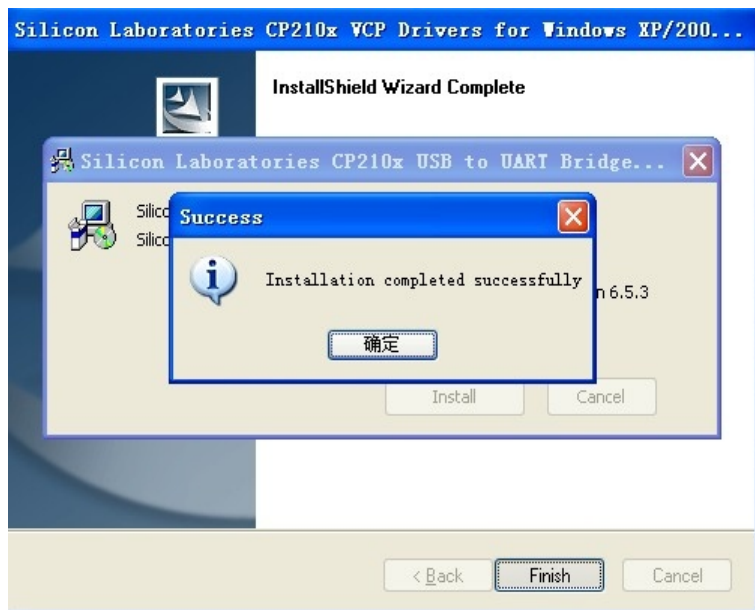 Silicon Laboratories CP210x VCP Drivers for Windows XP/200...
InstallShield Wizard Complete
Silicon Laboratories CP210x USB to UART Bridge...
Success
Installation completed successfully
n 6.5.3
确定
Install
Cancel
< Back
Finish
Cancel